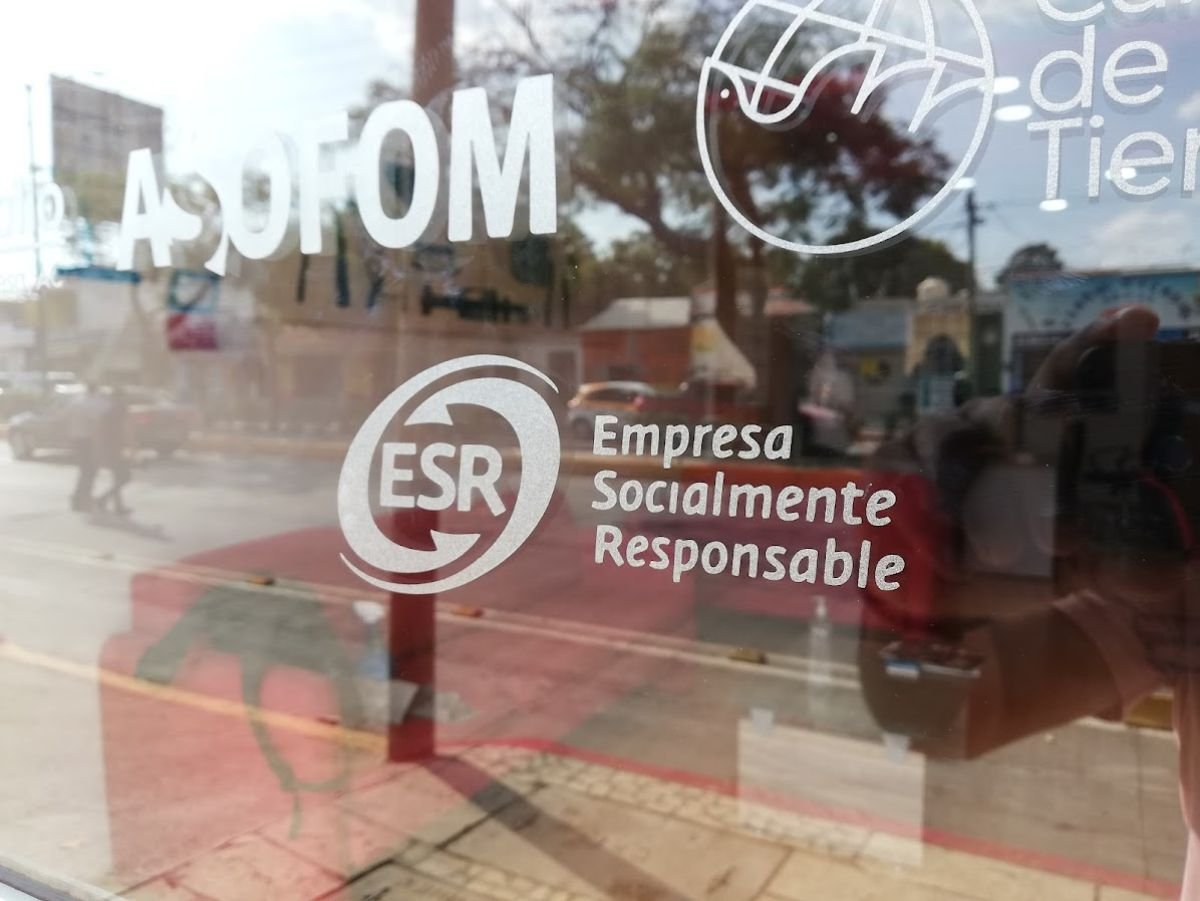 ASOFOM
de
ESR
Empresa
Socialmente
Responsable